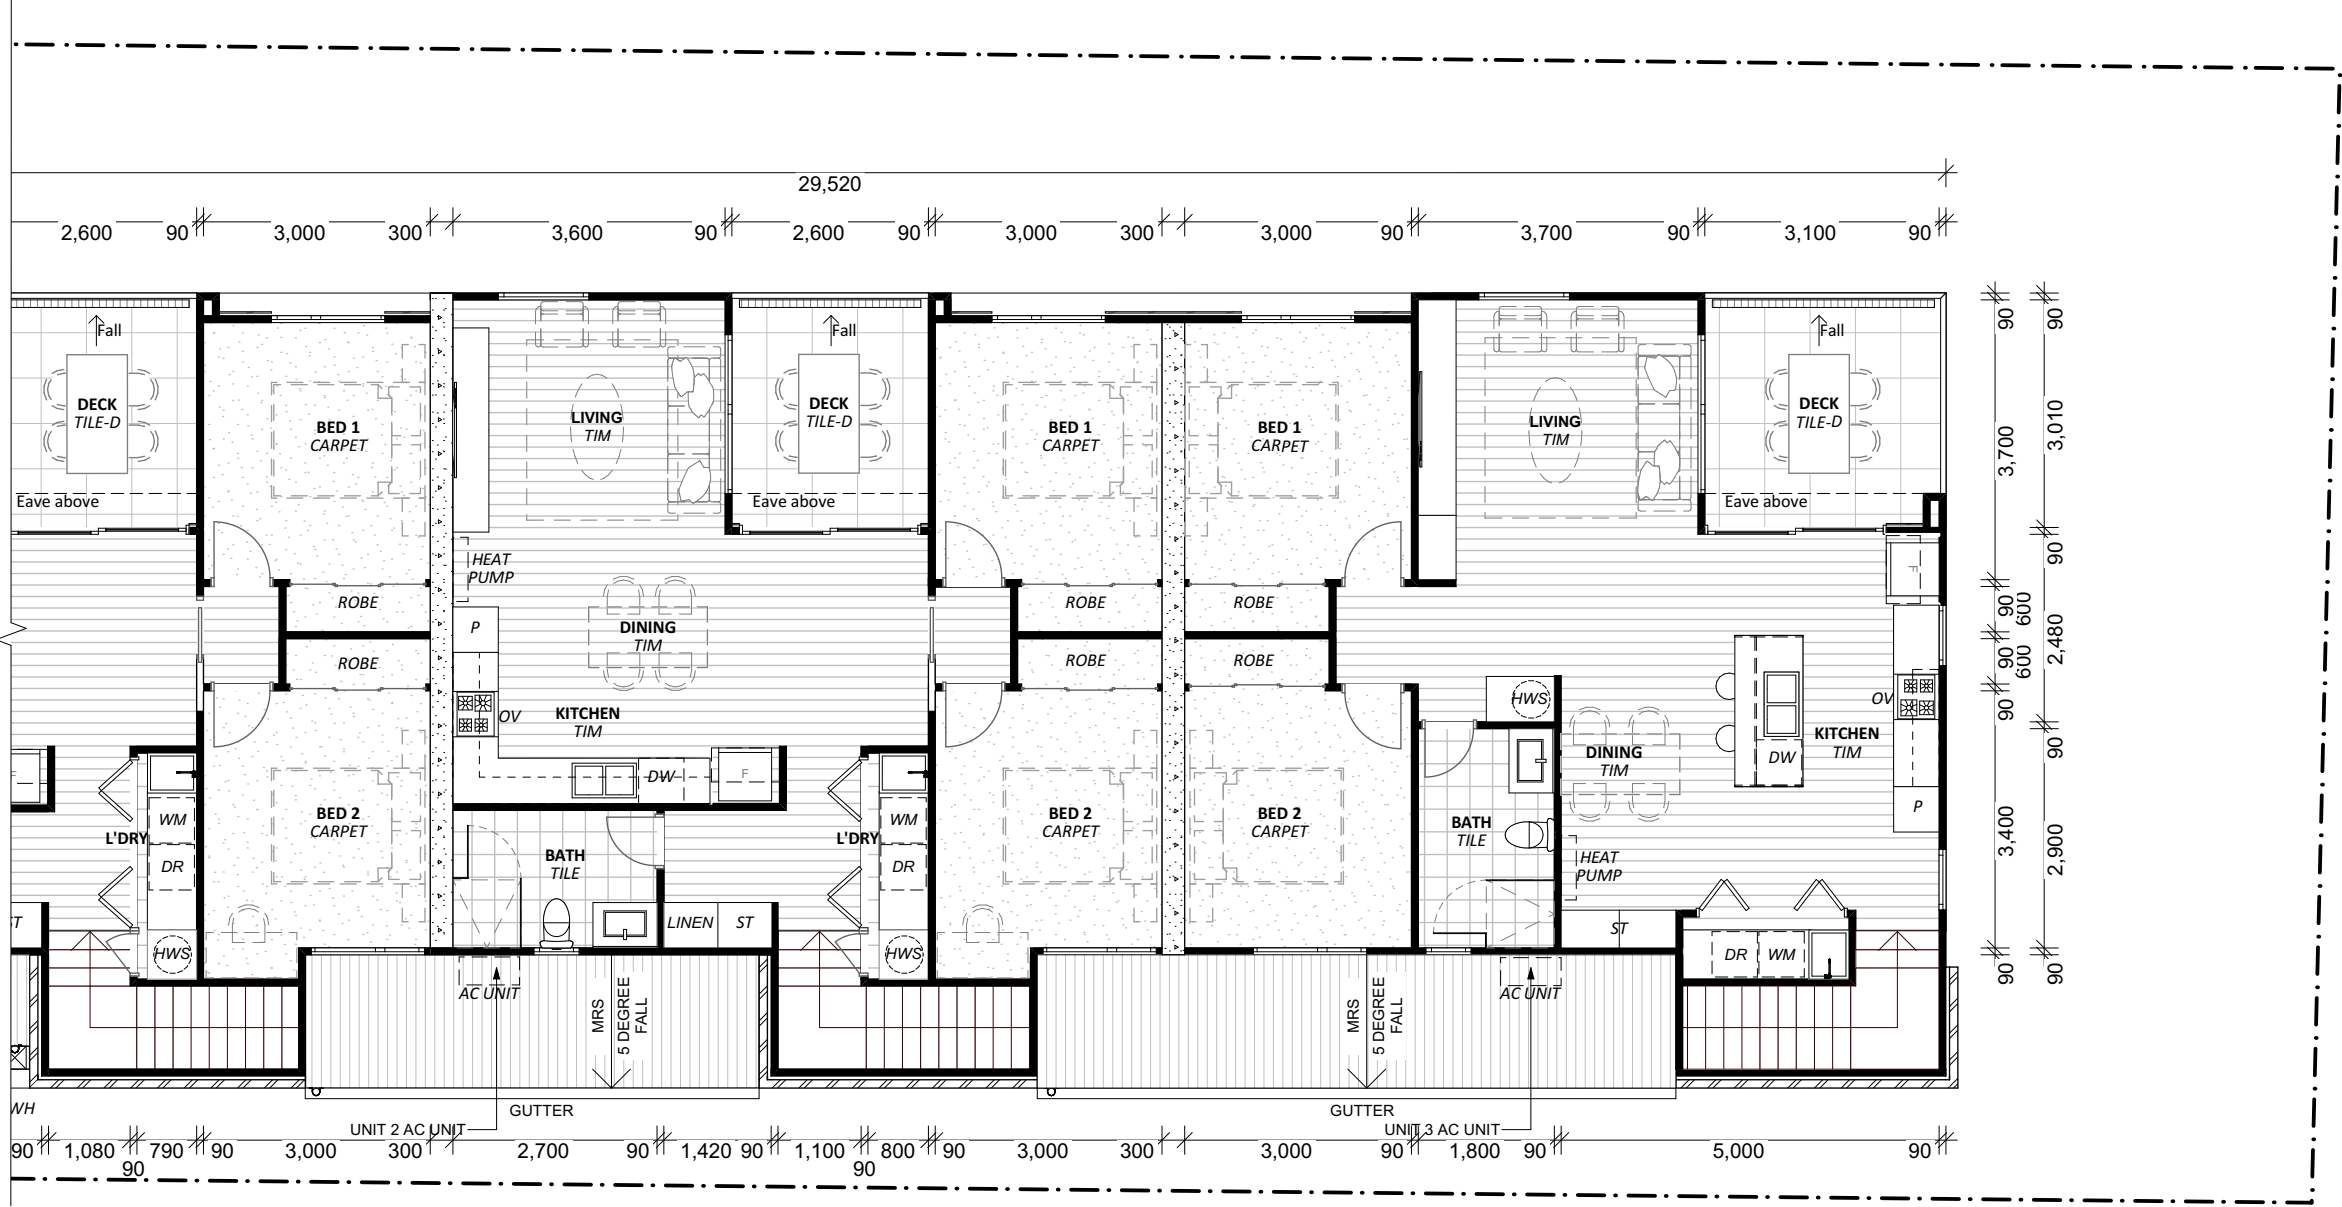 29,520
2,600 90 3,000 300 3,600 90 2,600 90 3,000 300 3,000 90 3,700 90 3,100 90
90 90
Fall Fall Fall
DECK
TILE-D
BED 1
CARPET
LIVING
TIM
DECK
TILE-D
BED 1
CARPET
BED 1
CARPET
LIVING
TIM
DECK
TILE-D
3,700 3,010
Eave above Eave above Eave above
HEAT
PUMP
90
F
ROBE ROBE ROBE
90 600
P
DINING
TIM
2,480
ROBE ROBE ROBE
90 600
HWS
OV
90
OV
KITCHEN
TIM
KITCHEN
TIM
DINING
TIM
DW
90
F
DW
F
P
WM WM
BED 2
CARPET
BED 2
CARPET
BED 2
CARPET
BATH
TILE
L'DRY L'DRY
3,400 2,900
BATH
TILE
DR DR
HEAT
PUMP
ST
LINEN ST
ST
HWS HWS
DR WM
90 90
AC UNIT AC UNIT
MRS
5 DEGREE
FALL
MRS
5 DEGREE
FALL
WH
GUTTER GUTTER
UNIT 2 AC UNIT UNIT 3 AC UNIT
90 1,080 790 90 3,000 300 2,700 90 1,420 90 1,100 800 90 3,000 300 3,000 90 1,800 90 5,000 90
90 90